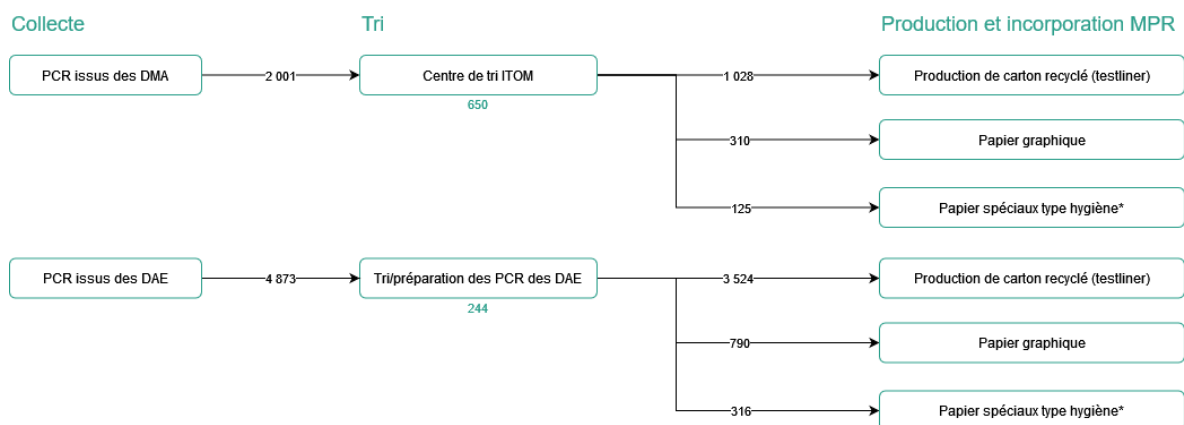 Collecte
Tri
Production et incorporation MPR
PCR issus des DMA
2 001
Centre de tri ITOM
1 028
Production de carton recyclé (testliner)
650
310
Papier graphique
125
Papier spéciaux type hygiène*
PCR issus des DAE
4 873
Tri/préparation des PCR des DAE
3 524
Production de carton recyclé (testliner)
244
790
Papier graphique
316
Papier spéciaux type hygiène*